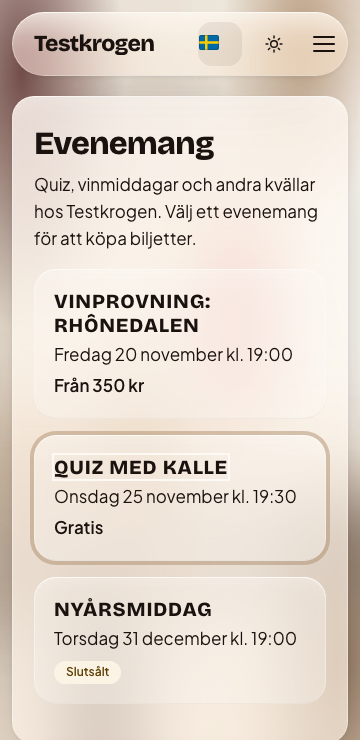 Testkrogen
Evenemang
Quiz, vinmiddagar och andra kvällar
hos Testkrogen. Välj ett evenemang
för att köpa biljetter.
VINPROVNING:
RHÔNEDALEN
Fredag 20 november kl. 19:00
Från 350 kr
QUIZ MED KALLE
Onsdag 25 november kl. 19:30
Gratis
NYÅRSMIDDAG
Torsdag 31 december kl. 19:00
Slutsålt